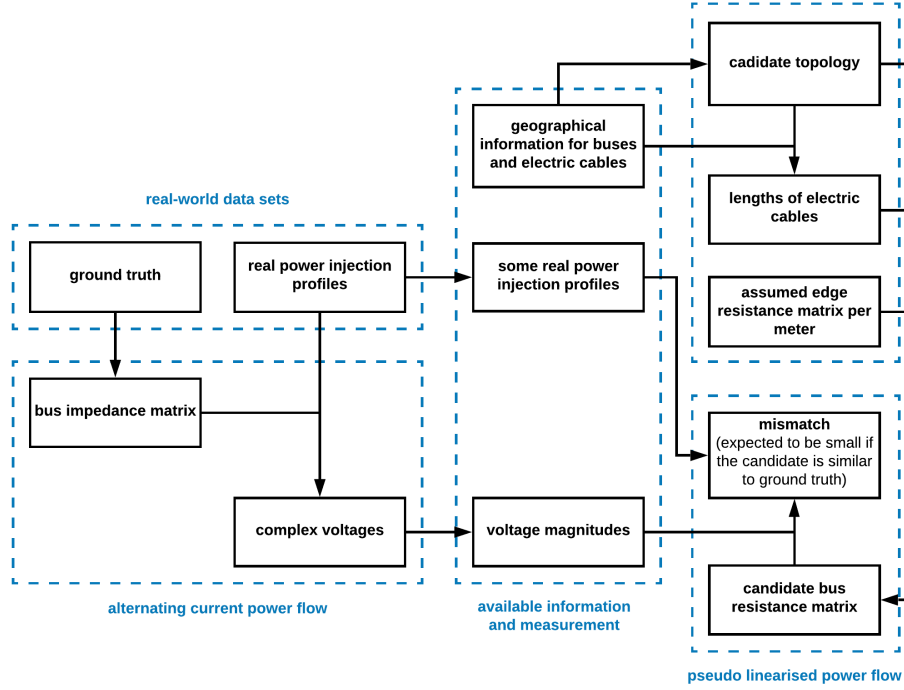 cadidate topology
geographical
information for buses
and electric cables
lengths of electric
cables
real-world data sets
ground truth
real power injection
profiles
some real power
injection profiles
assumed edge
resistance matrix per
meter
bus impedance matrix
mismatch
(expected to be small if
the candidate is similar
to ground truth)
complex voltages
voltage magnitudes
candidate bus
resistance matrix
alternating current power flow
available information
and measurement
pseudo linearised power flow